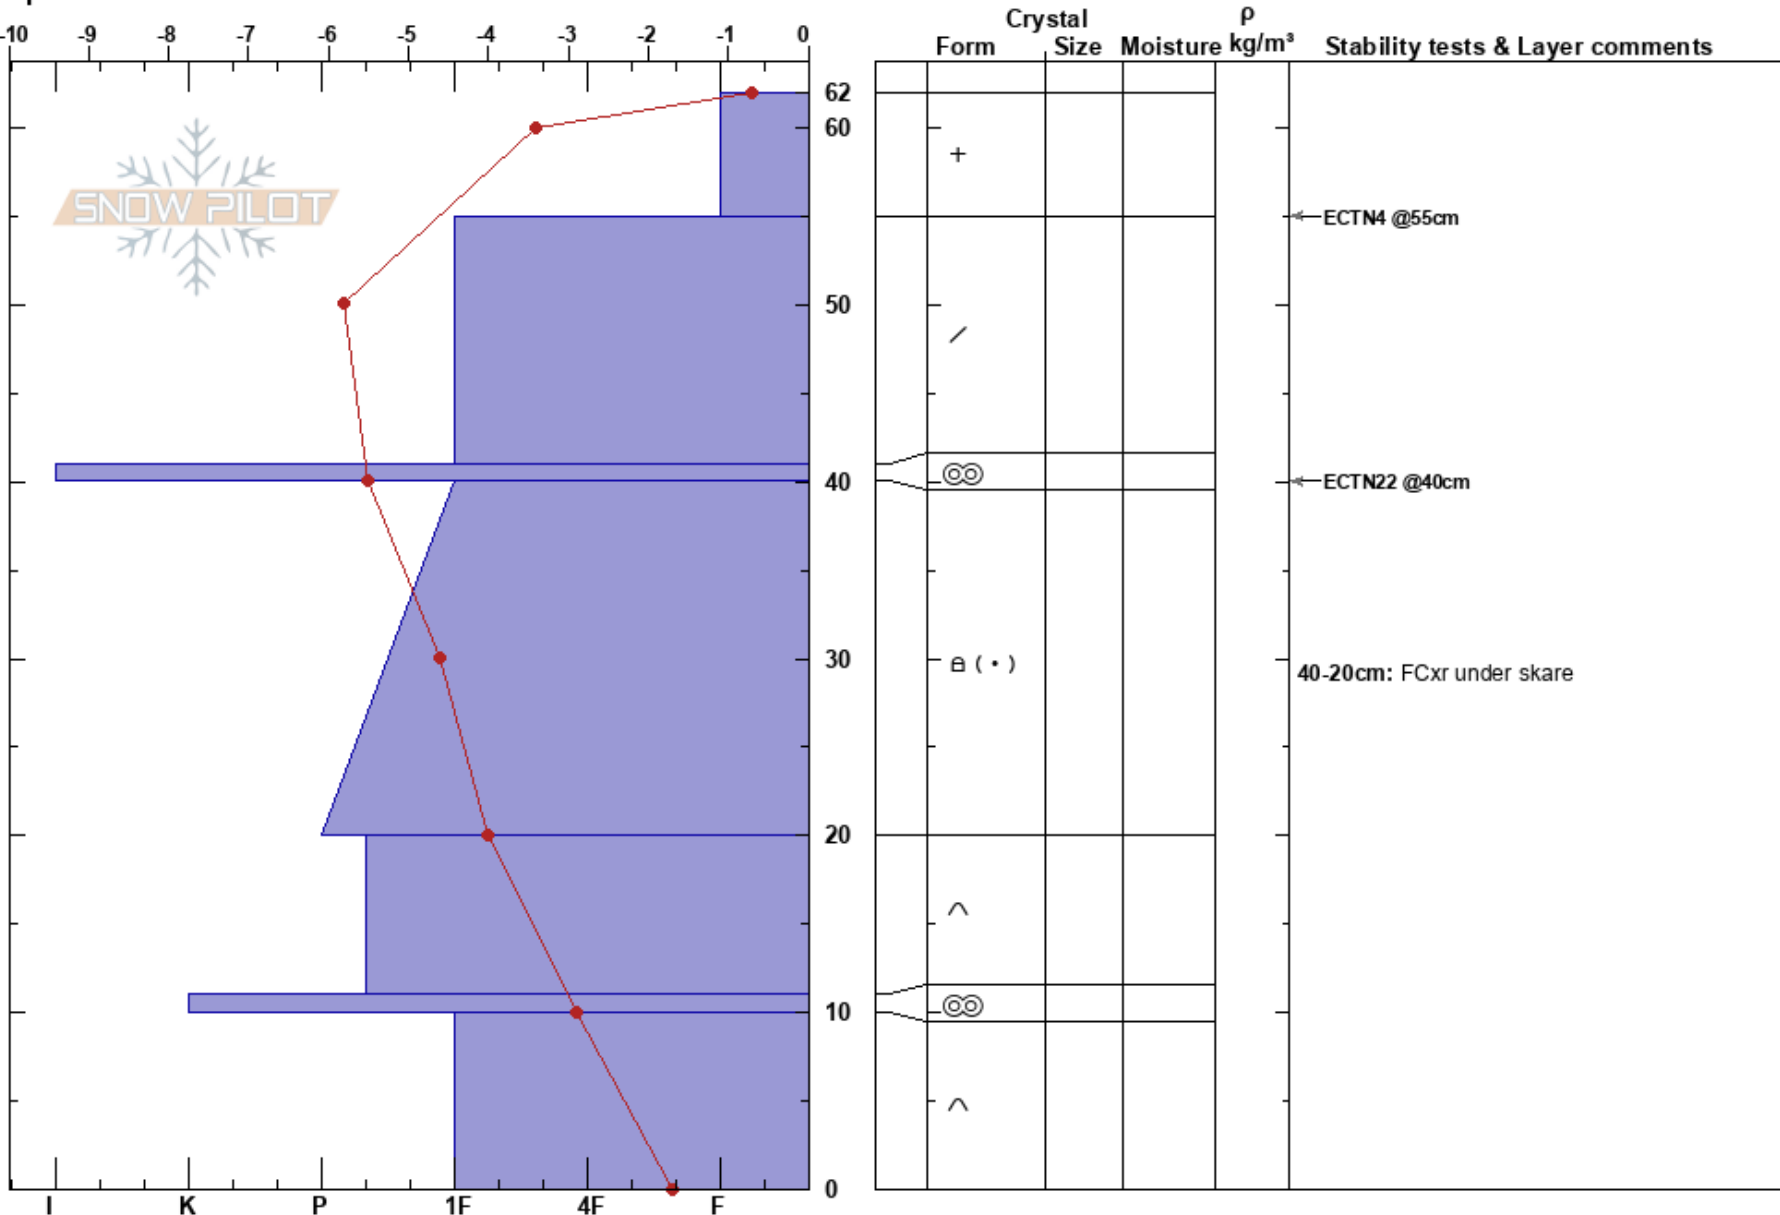 Crystal ρ
-10 -9 -8 -7 -6 -5 -4 -3 -2 -1 0 Form Size Moisture kg/m³ Stability tests & Layer comments
62
60
+
SNOW PILOT
ECTN4 @55cm
50
/
40
ECTN22 @40cm
30
(•)
40-20cm: FCxr under skare
20
^
10
^
0
I K P 1F 4F F